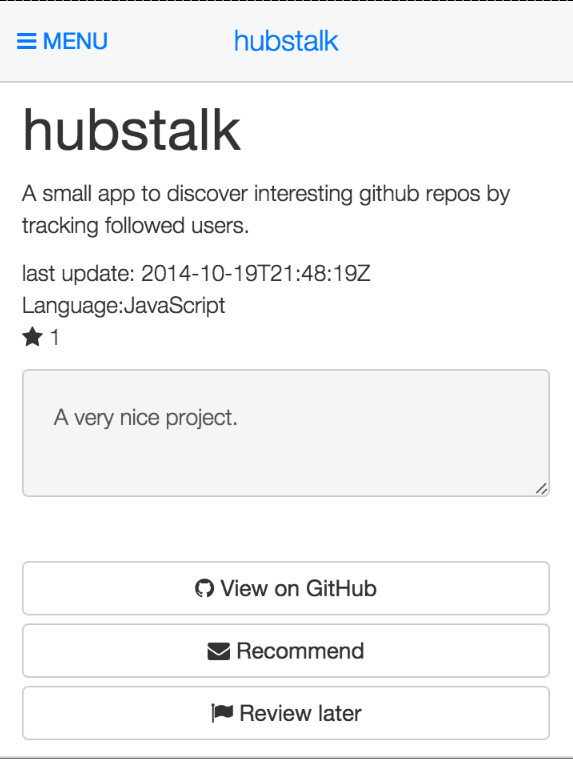 MENU
hubstalk
hubstalk
A small app to discover interesting github repos by
tracking followed users.
last update: 2014-10-19T21:48:19Z
Language:JavaScript
1
A very nice project.
View on GitHub
Recommend
Review later